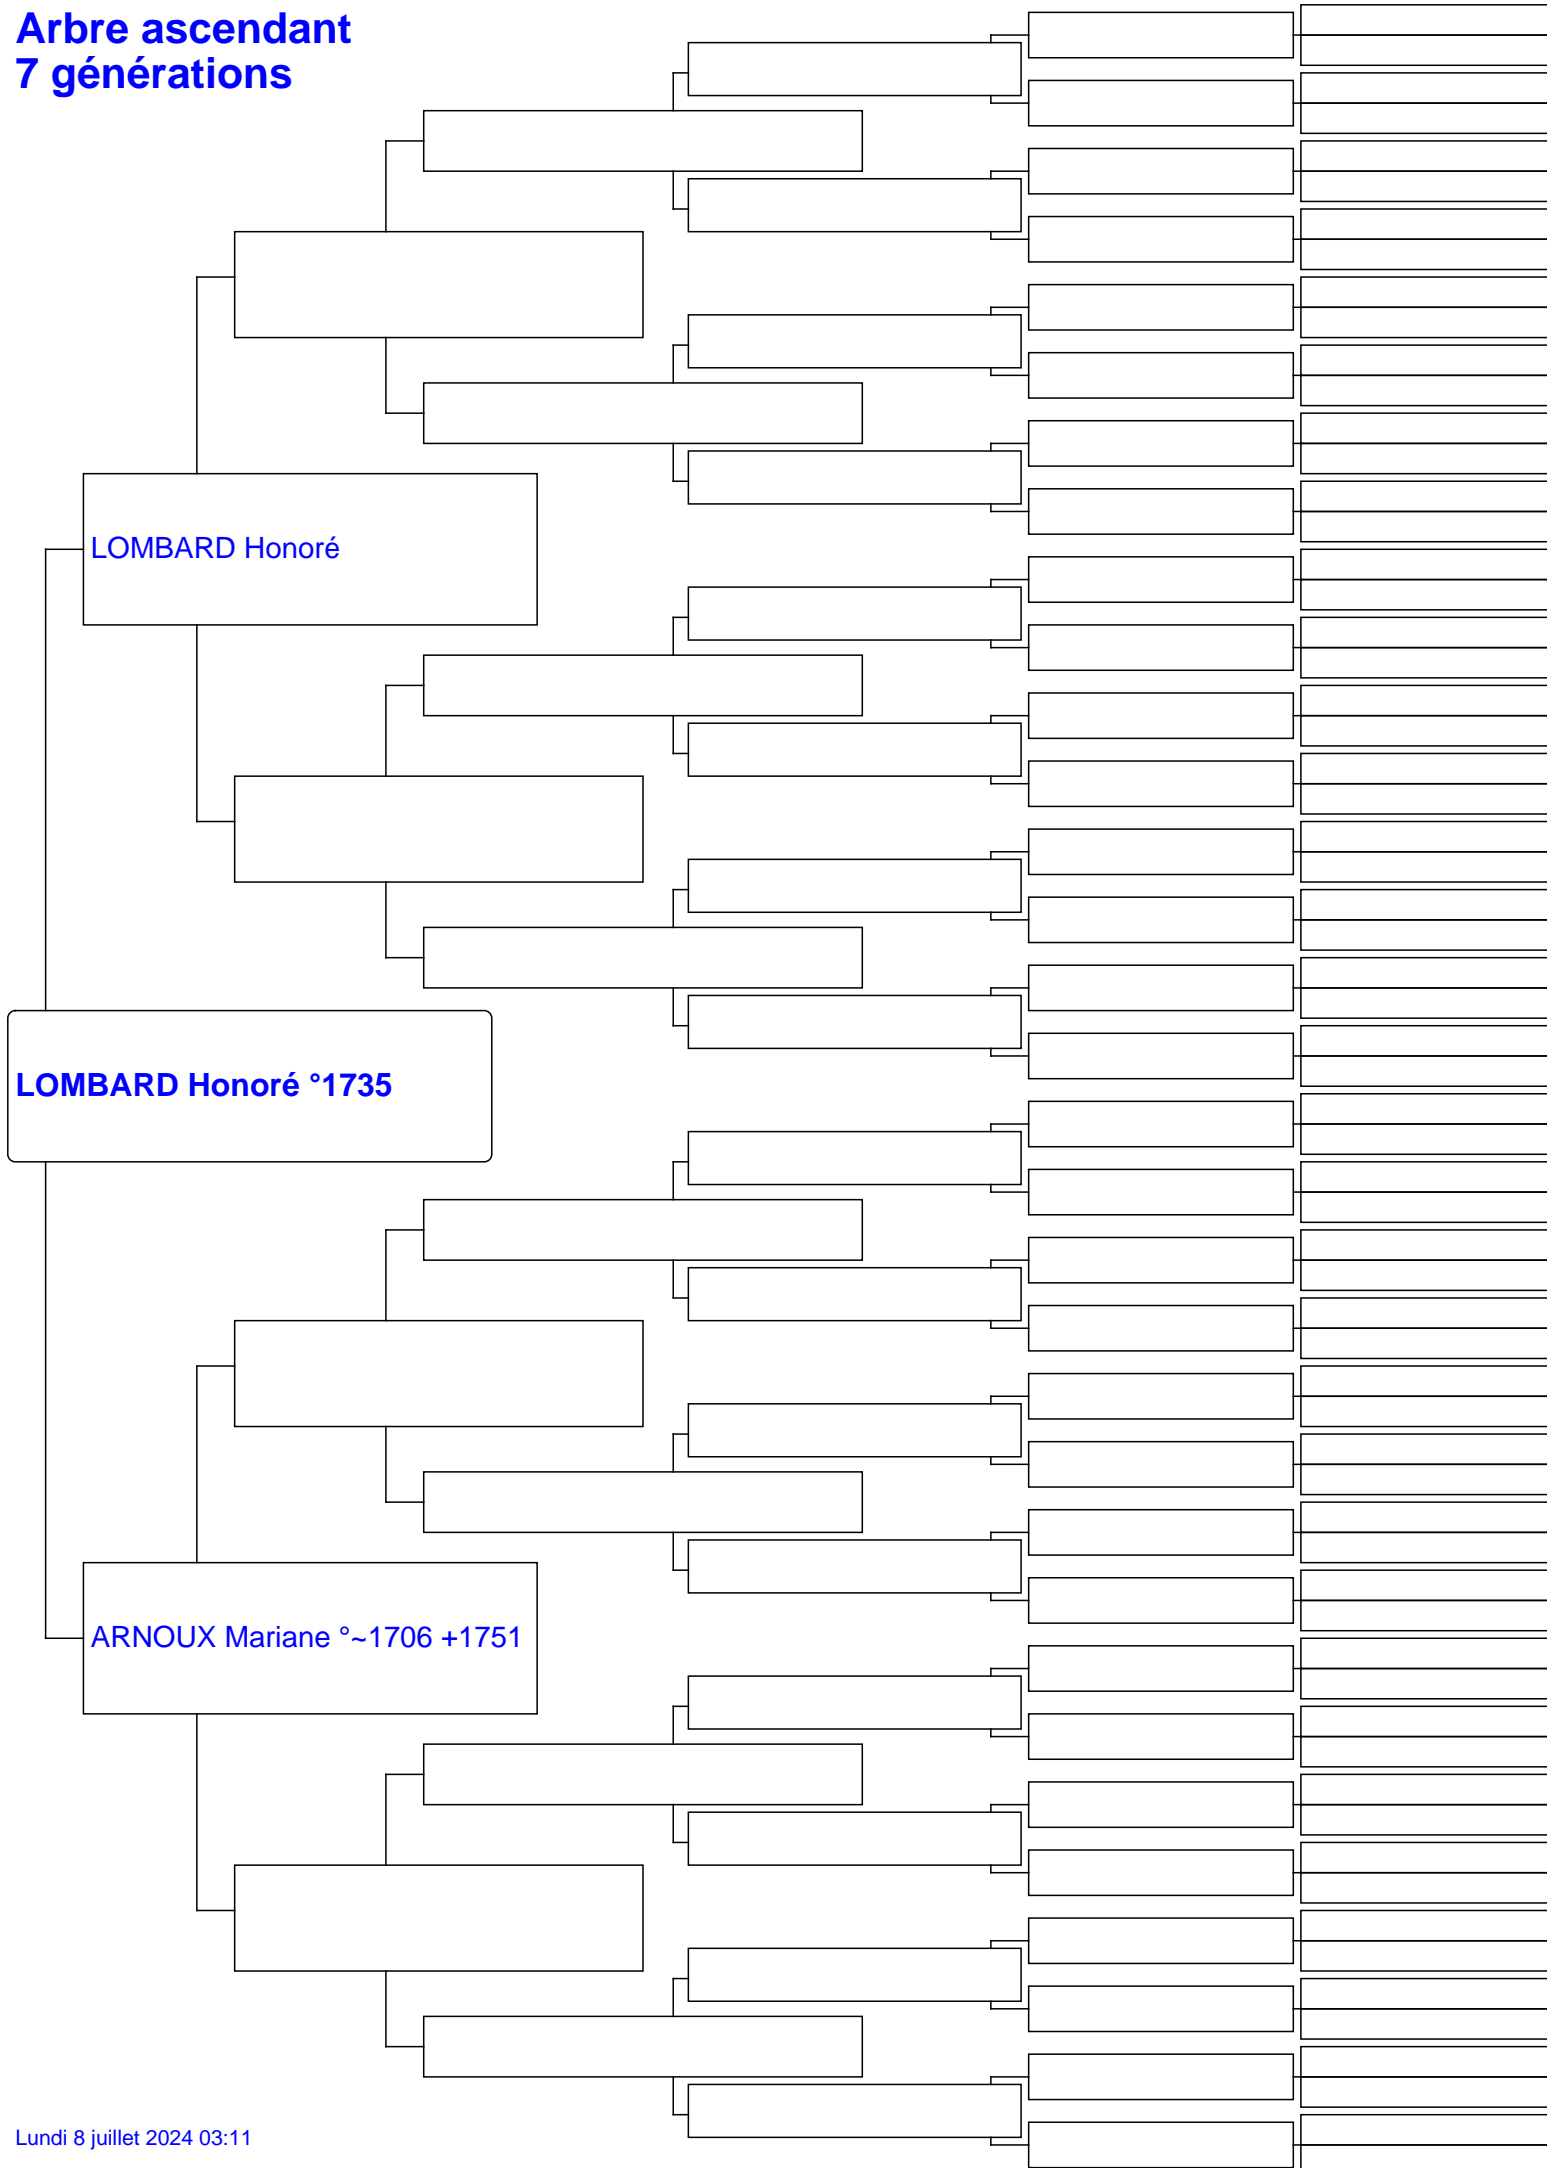 Arbre ascendant
7 générations
LOMBARD Honoré
LOMBARD Honoré °1735
ARNOUX Mariane °~1706 +1751
Lundi 8 juillet 2024 03:11